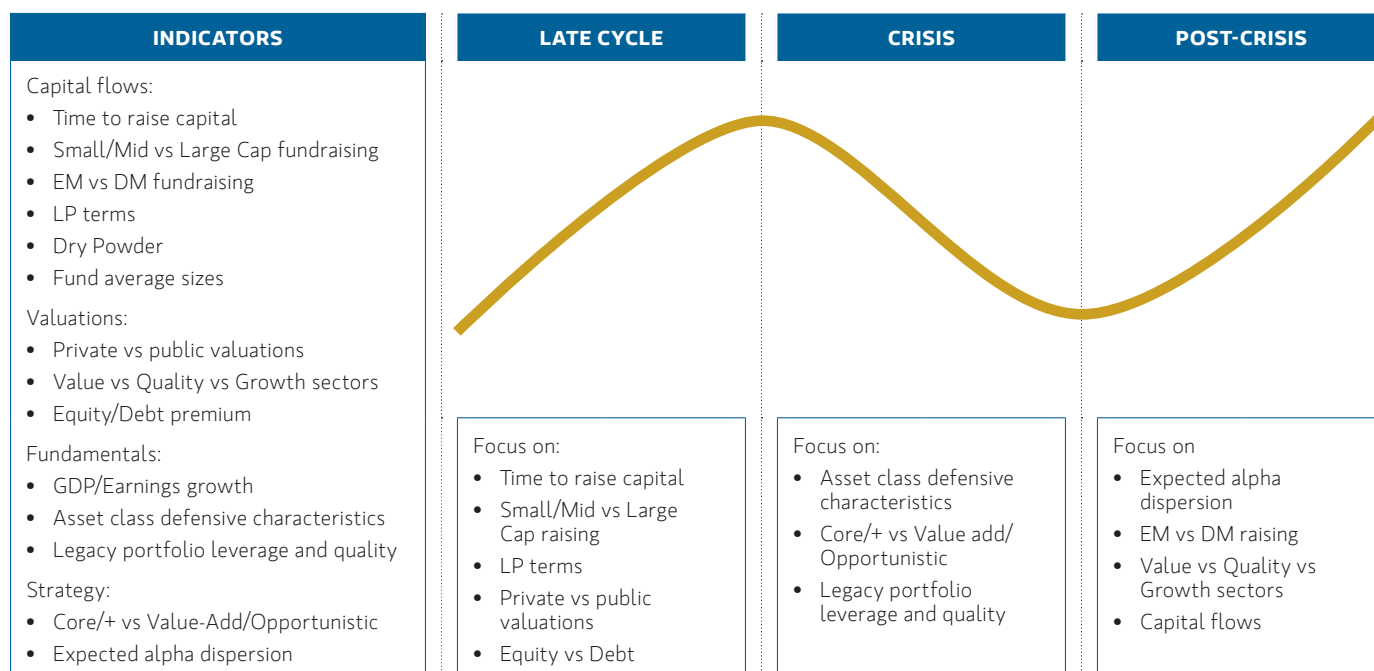 INDICATORS
Capital flows:
• Time to raise capital
• Small/Mid vs Large Cap fundraising
• EM vs DM fundraising
• LP terms
• Dry Powder
• Fund average sizes
Valuations:
• Private vs public valuations
• Value vs Quality vs Growth sectors
• Equity/Debt premium
Fundamentals:
• GDP/Earnings growth
• Asset class defensive characteristics
• Legacy portfolio leverage and quality
Strategy:
• Core/+ vs Value-Add/Opportunistic
• Expected alpha dispersion
LATE CYCLE
Focus on:
• Time to raise capital
• Small/Mid vs Large
Cap raising
• LP terms
• Private vs public
valuations
• Equity vs Debt
CRISIS
Focus on:
• Asset class defensive
characteristics
• Core/+ vs Value add/
Opportunistic
• Legacy portfolio
leverage and quality
POST-CRISIS
Focus on
• Expected alpha
dispersion
• EM vs DM raising
• Value vs Quality vs
Growth sectors
• Capital flows